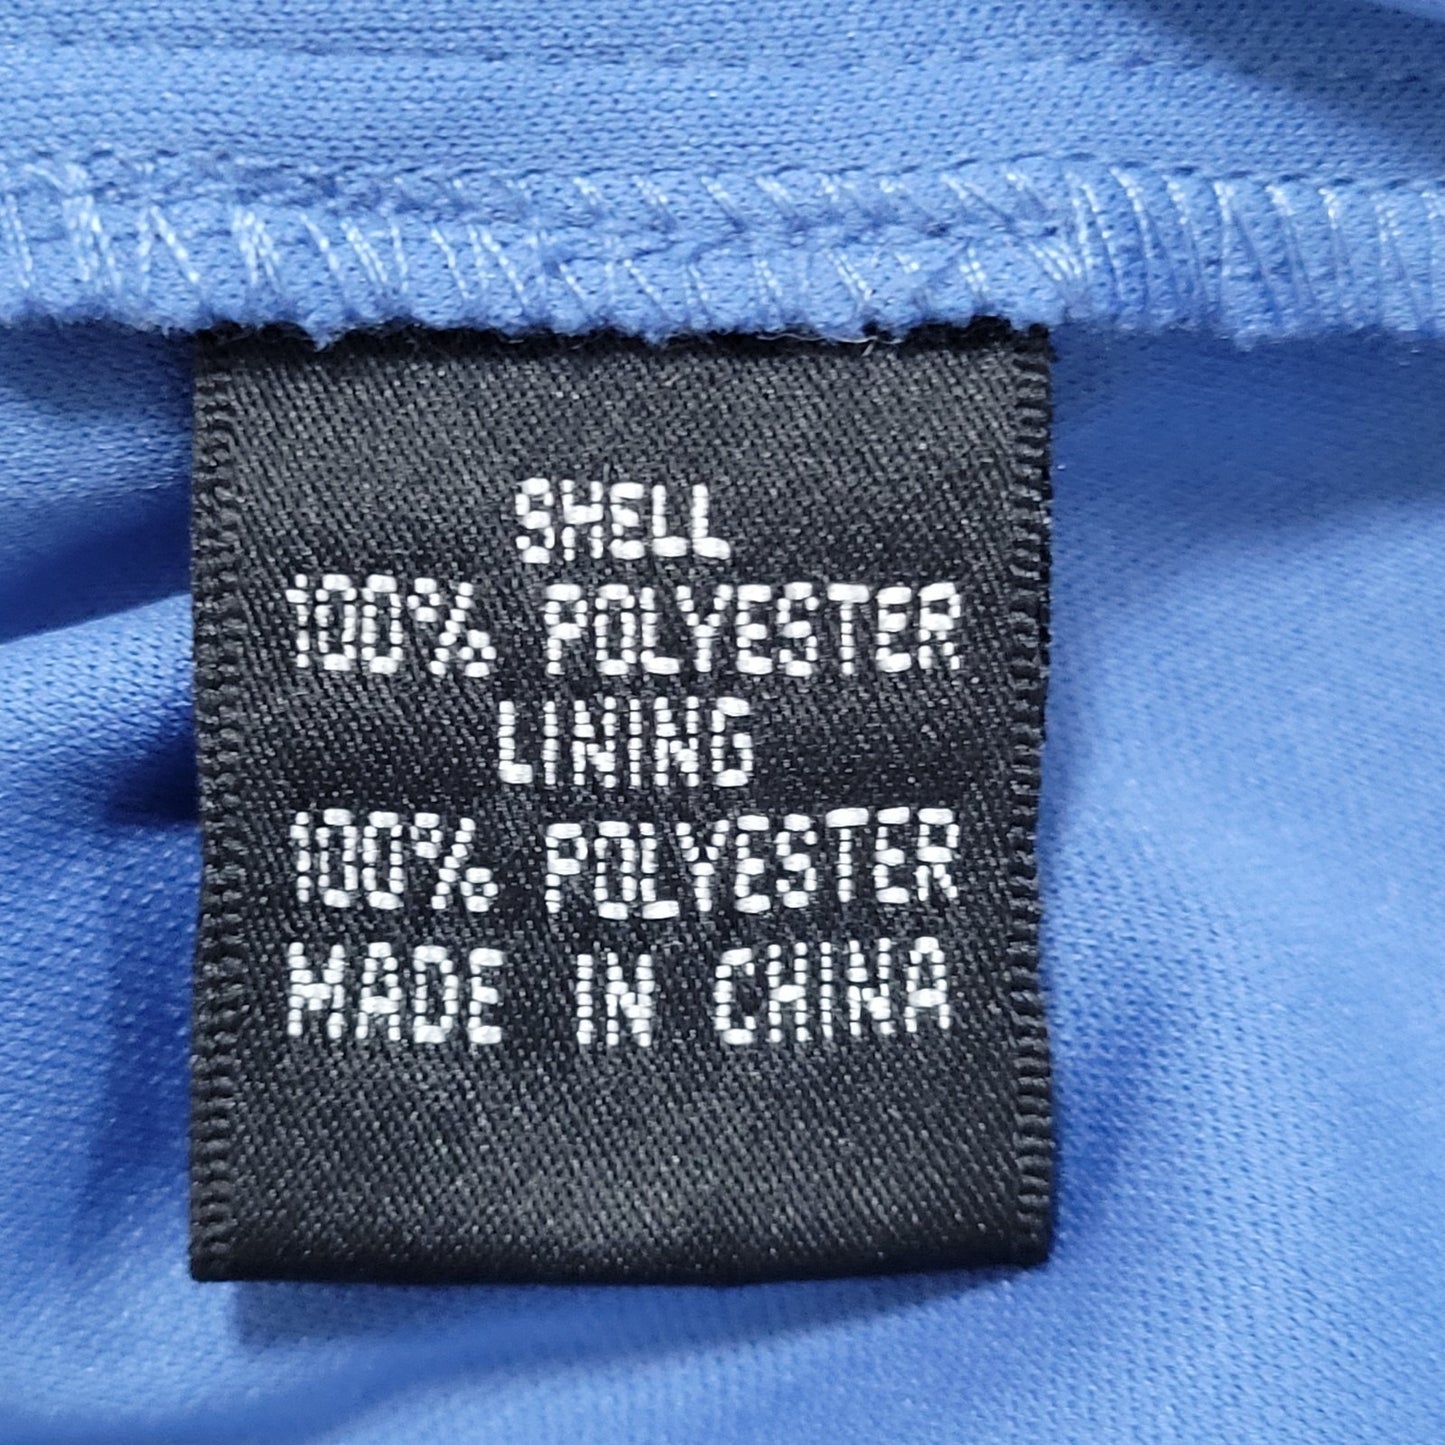 SHELL
100% POLYESTER
LINING
100% POLYESTER
MADE IN CHINA